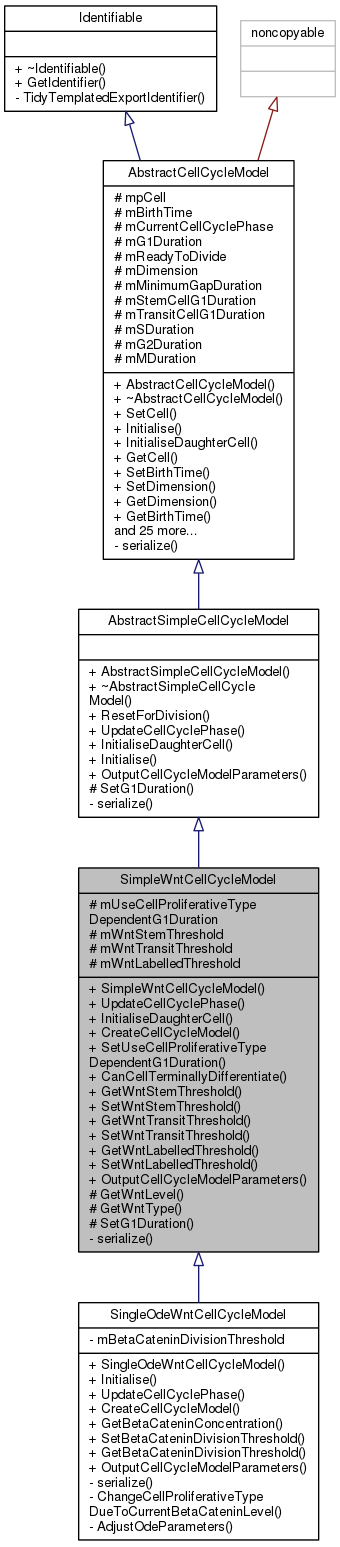 Identifiable
+ ~Identifiable()
+ GetIdentifier()
- TidyTemplatedExportIdentifier()
noncopyable
AbstractCellCycleModel
# mpCell
# mBirthTime
# mCurrentCellCyclePhase
# mG1Duration
# mReadyToDivide
# mDimension
# mMinimumGapDuration
# mStemCellG1Duration
# mTransitCellG1Duration
# mSDuration
# mG2Duration
# mMDuration
+ AbstractCellCycleModel()
+ ~AbstractCellCycleModel()
+ SetCell()
+ Initialise()
+ InitialiseDaughterCell()
+ GetCell()
+ SetBirthTime()
+ SetDimension()
+ GetDimension()
+ GetBirthTime()
and 25 more...
- serialize()
AbstractSimpleCellCycleModel
+ AbstractSimpleCellCycleModel()
+ ~AbstractSimpleCellCycle
Model()
+ ResetForDivision()
+ UpdateCellCyclePhase()
+ InitialiseDaughterCell()
+ Initialise()
+ OutputCellCycleModelParameters()
# SetG1Duration()
- serialize()
SimpleWntCellCycleModel
# mUseCellProliferativeType
DependentG1Duration
# mWntStemThreshold
# mWntTransitThreshold
# mWntLabelledThreshold
+ SimpleWntCellCycleModel()
+ UpdateCellCyclePhase()
+ InitialiseDaughterCell()
+ CreateCellCycleModel()
+ SetUseCellProliferativeType
DependentG1Duration()
+ CanCellTerminallyDifferentiate()
+ GetWntStemThreshold()
+ SetWntStemThreshold()
+ GetWntTransitThreshold()
+ SetWntTransitThreshold()
+ GetWntLabelledThreshold()
+ SetWntLabelledThreshold()
+ OutputCellCycleModelParameters()
# GetWntLevel()
# GetWntType()
# SetG1Duration()
- serialize()
SingleOdeWntCellCycleModel
- mBetaCateninDivisionThreshold
+ SingleOdeWntCellCycleModel()
+ Initialise()
+ UpdateCellCyclePhase()
+ CreateCellCycleModel()
+ GetBetaCateninConcentration()
+ SetBetaCateninDivisionThreshold()
+ GetBetaCateninDivisionThreshold()
+ OutputCellCycleModelParameters()
- serialize()
- ChangeCellProliferativeType
DueToCurrentBetaCateninLevel()
- AdjustOdeParameters()